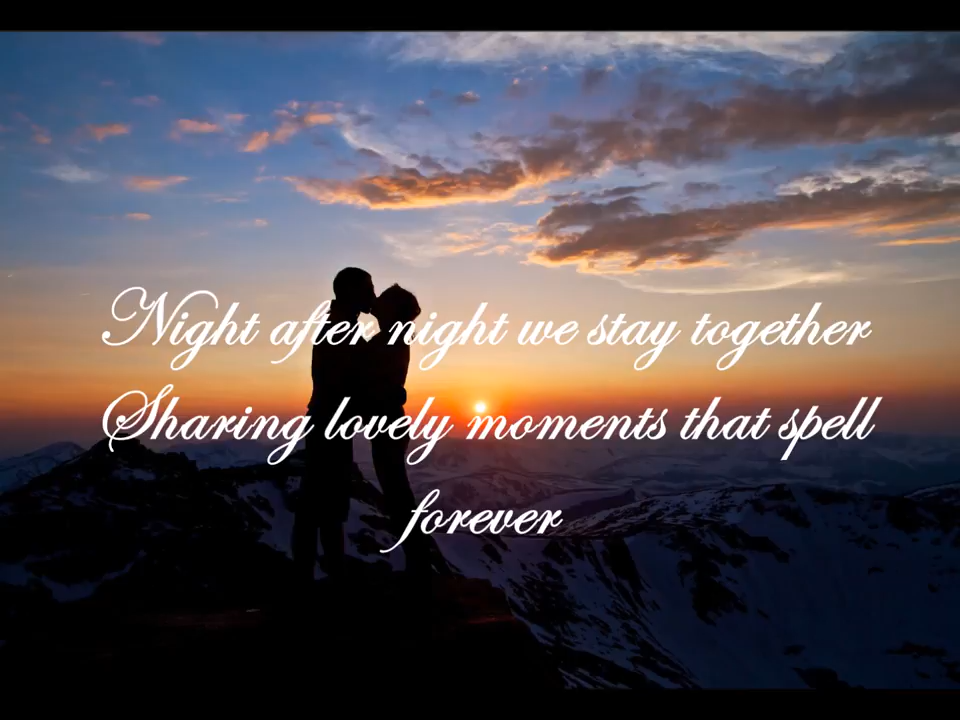 Night after night we stay together
Sharing lovely moments that spell
forever